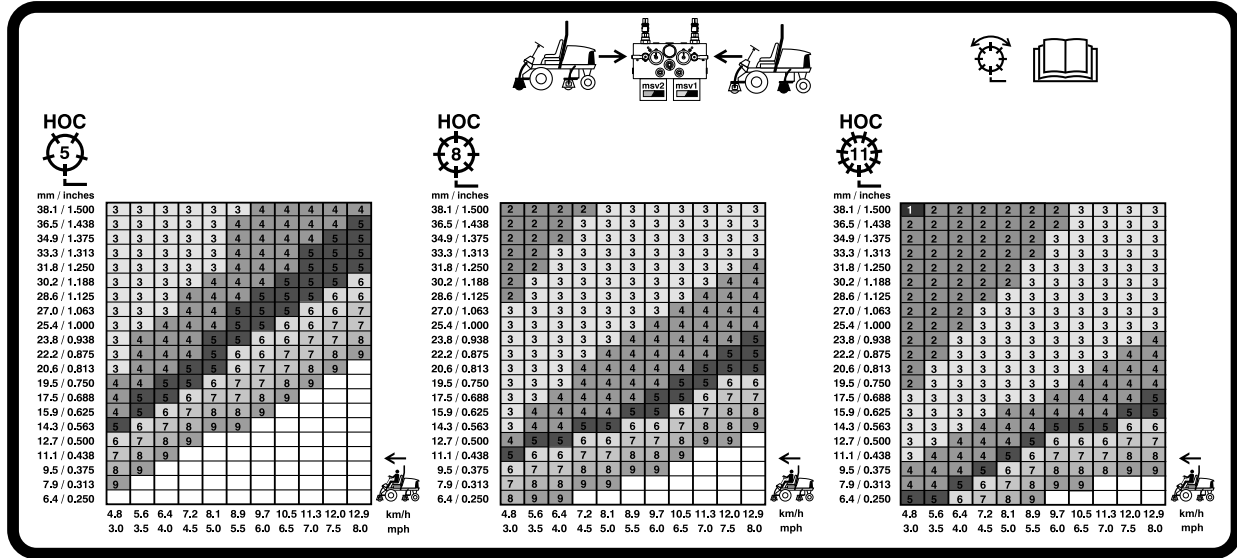 msv2 msv1
HOC
5
mm / inches
38.1 / 1.500 3 3 3 3 3 3 4 4 4 4 4
36.5 / 1.438 3 3 3 3 3 4 4 4 4 4 5
34.9 / 1.375 3 3 3 3 3 4 4 4 4 5 5
33.3 / 1.313 3 3 3 3 3 4 4 4 5 5 5
31.8 / 1.250 3 3 3 3 3 4 4 4 5 5 5
30.2 / 1.188 3 3 3 3 4 4 4 5 5 5 6
28.6 / 1.125 3 3 3 4 4 4 5 5 5 6 6
27.0 / 1.063 3 3 3 4 4 5 5 5 6 6 7
25.4 / 1.000 3 3 4 4 4 5 5 6 6 7 7
23.8 / 0.938 3 4 4 4 5 5 6 6 7 7 8
22.2 / 0.875 3 4 4 4 5 6 6 7 7 8 9
20.6 / 0.813 3 4 4 5 5 6 7 7 8 9
19.5 / 0.750 4 4 5 5 6 7 7 8 9
17.5 / 0.688 4 5 5 6 7 7 8 9
15.9 / 0.625 4 5 6 7 7 8 9
14.3 / 0.563 5 6 7 8 9 9
12.7 / 0.500 6 7 8 9
11.1 / 0.438 7 8 9
9.5 / 0.375 8 9
7.9 / 0.313 9
6.4 / 0.250
4.8 5.6 6.4 7.2 8.1 8.9 9.7 10.5 11.3 12.0 12.9 km/h
3.0 3.5 4.0 4.5 5.0 5.5 6.0 6.5 7.0 7.5 8.0 mph
HOC
8
mm / inches
38.1 / 1.500 2 2 2 2 3 3 3 3 3 3 3
36.5 / 1.438 2 2 2 3 3 3 3 3 3 3 3
34.9 / 1.375 2 2 2 3 3 3 3 3 3 3 3
33.3 / 1.313 2 2 3 3 3 3 3 3 3 3 3
31.8 / 1.250 2 2 3 3 3 3 3 3 3 3 4
30.2 / 1.188 2 3 3 3 3 3 3 3 3 4 4
28.6 / 1.125 2 3 3 3 3 3 3 3 4 4 4
27.0 / 1.063 3 3 3 3 3 3 3 4 4 4 4
25.4 / 1.000 3 3 3 3 3 3 4 4 4 4 4
23.8 / 0.938 3 3 3 3 3 4 4 4 4 4 5
22.2 / 0.875 3 3 3 3 4 4 4 4 4 5 5
20.6 / 0.813 3 3 3 3 4 4 4 4 5 5 5
19.5 / 0.750 3 3 3 4 4 4 4 5 5 6 6
17.5 / 0.688 3 3 4 4 4 4 5 5 6 6 7
15.9 / 0.625 3 4 4 4 4 5 5 6 7 8 8
14.3 / 0.563 3 4 4 5 5 6 6 7 7 8 9
12.7 / 0.500 4 5 5 6 6 7 7 8 9 9
11.1 / 0.438 5 6 6 7 7 8 9 9
9.5 / 0.375 6 7 7 8 8 9 9
7.9 / 0.313 7 8 8 9 9
6.4 / 0.250 8 9 9
4.8 5.6 6.4 7.2 8.1 8.9 9.7 10.5 11.3 12.0 12.9 km/h
3.0 3.5 4.0 4.5 5.0 5.5 6.0 6.5 7.0 7.5 8.0 mph
HOC
11
mm / inches
38.1 / 1.500 1 2 2 2 2 2 2 3 3 3 3
36.5 / 1.438 2 2 2 2 2 2 2 3 3 3 3
34.9 / 1.375 2 2 2 2 2 2 3 3 3 3 3
33.3 / 1.313 2 2 2 2 2 2 3 3 3 3 3
31.8 / 1.250 2 2 2 2 2 3 3 3 3 3 3
30.2 / 1.188 2 2 2 2 2 3 3 3 3 3 3
28.6 / 1.125 2 2 2 2 3 3 3 3 3 3 3
27.0 / 1.063 2 2 2 3 3 3 3 3 3 3 3
25.4 / 1.000 2 2 2 3 3 3 3 3 3 3 3
23.8 / 0.938 2 2 3 3 3 3 3 3 3 3 4
22.2 / 0.875 2 2 3 3 3 3 3 3 3 4 4
20.6 / 0.813 2 3 3 3 3 3 3 3 4 4 4
19.5 / 0.750 2 3 3 3 3 3 3 4 4 4 4
17.5 / 0.688 3 3 3 3 3 3 4 4 4 4 5
15.9 / 0.625 3 3 3 3 4 4 4 4 4 5 5
14.3 / 0.563 3 3 3 4 4 4 5 5 5 6 6
12.7 / 0.500 3 3 4 4 4 5 6 6 6 7 7
11.1 / 0.438 3 4 4 4 5 6 6 7 7 8 8
9.5 / 0.375 4 4 4 5 6 7 8 8 8 9 9
7.9 / 0.313 4 4 5 6 7 8 9 9
6.4 / 0.250 5 5 6 7 8 9
4.8 5.6 6.4 7.2 8.1 8.9 9.7 10.5 11.3 12.0 12.9 km/h
3.0 3.5 4.0 4.5 5.0 5.5 6.0 6.5 7.0 7.5 8.0 mph